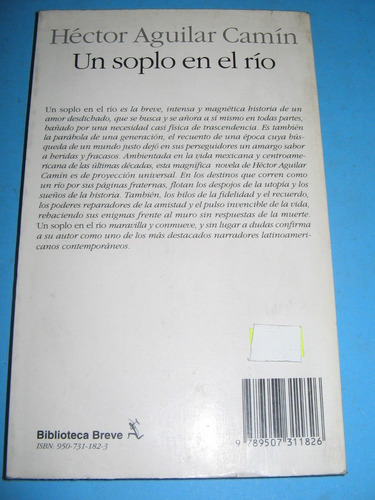 Héctor Aguilar Camín
Un soplo en el río
Un soplo en el río es la breve, intensa y magnética historia de un
amor desdichado, que se busca y se añora a sí mismo en todas partes,
bañado por una necesidad casi física de trascendencia. Es también
la parábola de una generación, el recuento de una época cuya bús-
queda de un mundo justo dejó en sus perseguidores un amargo sabor
a heridas y fracasos. Ambientada en la vida mexicana y centroame-
ricana de las últimas décadas, esta magnífica novela de Héctor Aguilar
Camín es de proyección universal. En los destinos que corren como
un río por sus páginas fraternas, flotan los despojos de la utopía y los
sueños de la historia. También, los hilos de la fidelidad y el recuerdo,
los poderes reparadores de la amistad y el pulso invencible de la vida,
rehaciendo sus enigmas frente al muro sin respuestas de la muerte.
Un soplo en el río maravilla y conmueve, y sin lugar a dudas confirma
a su autor como uno de los más destacados narradores latinoameri-
canos contemporáneos.
Biblioteca Breve
ISBN: 950-731-182-3
9 789507 311826